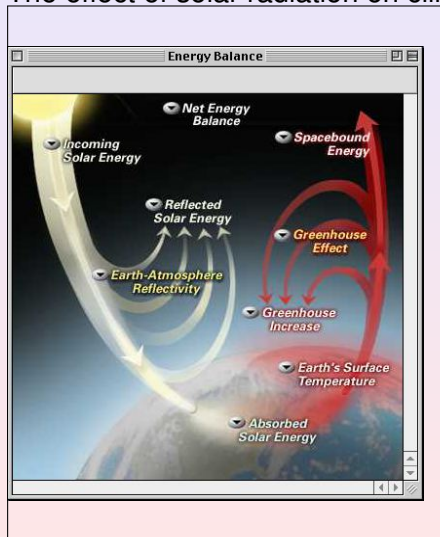 The effect of solar radiation on
Energy Balance
Net Energy
Balance
Incoming
Solar Energy
Spacebound
Energy
Reflected
Solar Energy
Greenhouse
Effect
Earth-Atmosphere
Reflectivity
Greenhouse
Increase
Earth's Surface
Temperature
Absorbed
Solar Energy